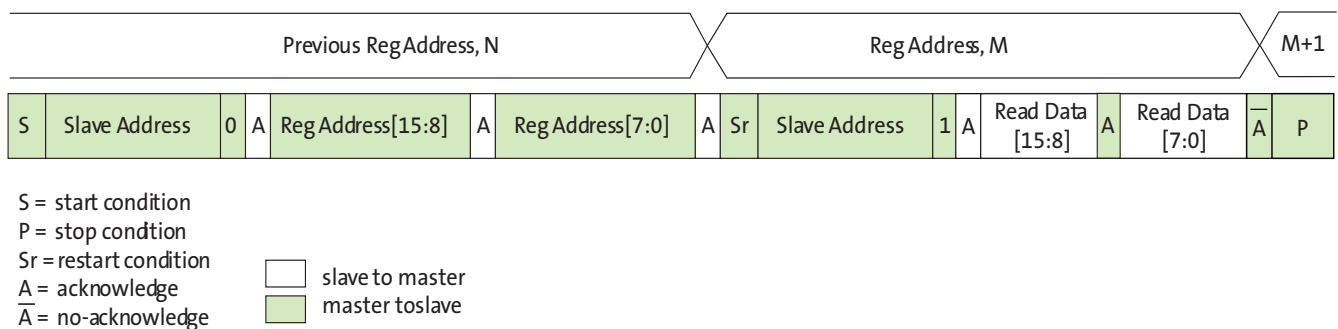 Previous Reg Address, N Reg Address, M M+1
S Slave Address 0 A Reg Address[15:8] A Reg Address[7:0] A Sr Slave Address 1 A Read Data [15:8] A Read Data [7:0] A̅ P
S = start condition
P = stop condition
Sr = restart condition
A = acknowledge
A̅ = no-acknowledge
slave to master
master toslave